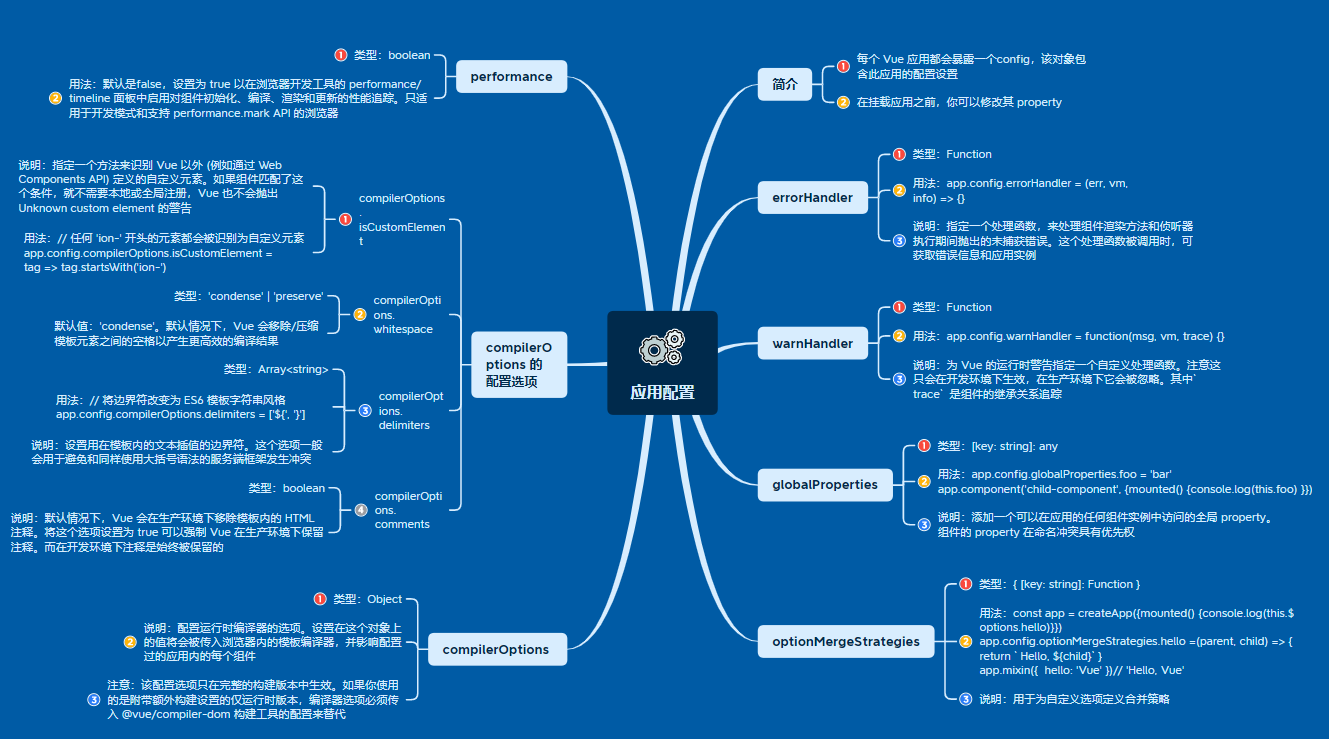 应用配置
简介
每个 Vue 应用都会暴露一个config，该对象包
含此应用的配置设置
在挂载应用之前，你可以修改其 property
errorHandler
类型：Function
用法：app.config.errorHandler = (err, vm,
info) => {}
说明：指定一个处理函数，来处理组件渲染方法和侦听器
执行期间抛出的未捕获错误。这个处理函数被调用时，可
获取错误信息和应用实例
warnHandler
类型：Function
用法：app.config.warnHandler = function(msg, vm, trace) {}
说明：为 Vue 的运行时警告指定一个自定义处理函数。注意这
只会在开发环境下生效，在生产环境下它会被忽略。其中`
trace` 是组件的继承关系追踪
globalProperties
类型：[key: string]: any
用法：app.config.globalProperties.foo = 'bar'
app.component('child-component', {mounted() {console.log(this.foo) }})
说明：添加一个可以在应用的任何组件实例中访问的全局 property。
组件的 property 在命名冲突具有优先权
optionMergeStrategies
类型：{ [key: string]: Function }
用法：const app = createApp({mounted() {console.log(this.$
options.hello)}})
app.config.optionMergeStrategies.hello =(parent, child) => {
return `Hello, ${child}` }
app.mixin({  hello: 'Vue' })// 'Hello, Vue'
说明：用于为自定义选项定义合并策略
performance
类型：boolean
用法：默认是false，设置为 true 以在浏览器开发工具的 performance/
timeline 面板中启用对组件初始化、编译、渲染和更新的性能追踪。只适
用于开发模式和支持 performance.mark API 的浏览器
compilerO
ptions 的
配置选项
compilerOptions
.
isCustomElemen
t
说明：指定一个方法来识别 Vue 以外 (例如通过 Web
Components API) 定义的自定义元素。如果组件匹配了这
个条件，就不需要本地或全局注册，Vue 也不会抛出
Unknown custom element 的警告
用法：// 任何 'ion-' 开头的元素都会被识别为自定义元素
app.config.compilerOptions.isCustomElement =
tag => tag.startsWith('ion-')
compilerOpti
ons.
whitespace
类型：'condense' | 'preserve'
默认值：'condense'。默认情况下，Vue 会移除/压缩
模板元素之间的空格以产生更高效的编译结果
compilerOpt
ions.
delimiters
类型：Array<string>
用法：// 将边界符改变为 ES6 模板字符串风格
app.config.compilerOptions.delimiters = ['${', '}']
说明：设置用在模板内的文本插值的边界符。这个选项一般
会用于避免和同样使用大括号语法的服务端框架发生冲突
compilerOpti
ons.
comments
类型：boolean
说明：默认情况下，Vue 会在生产环境下移除模板内的 HTML
注释。将这个选项设置为 true 可以强制 Vue 在生产环境下保留
注释。而在开发环境下注释是始终被保留的
compilerOptions
类型：Object
说明：配置运行时编译器的选项。设置在这个对象上
的值将会被传入浏览器内的模板编译器，并影响配置
过的应用内的每个组件
注意：该配置选项只在完整的构建版本中生效。如果你使用
的是附带额外构建设置的仅运行时版本，编译器选项必须传
入 @vue/compiler-dom 构建工具的配置来替代